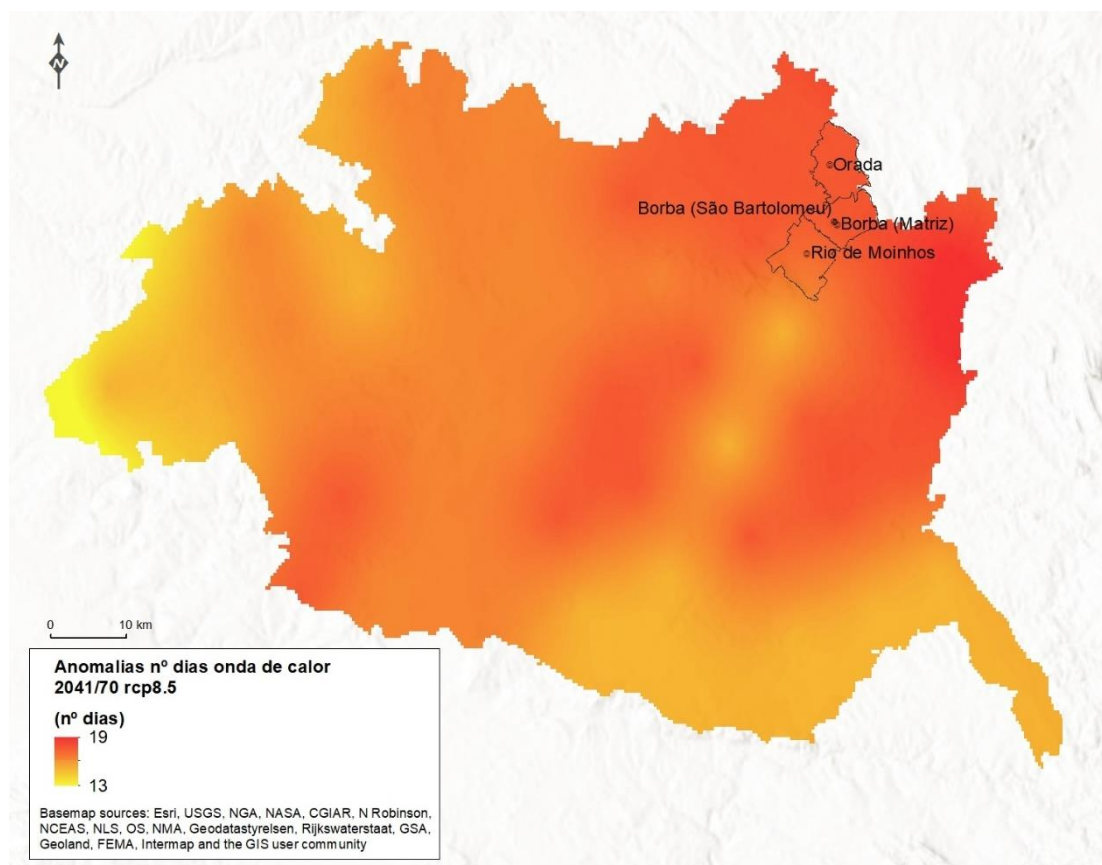 N
Orada
Borba (São Bartolomeu)
Borba (Matriz)
Rio de Moinhos
0 10 km
Anomalias nº dias onda de calor
2041/70 rcp8.5
(nº dias)
19
13
Basemap sources: Esri, USGS, NGA, NASA, CGIAR, N Robinson,
NCEAS, NLS, OS, NMA, Geodatastyrelsen, Rijkswaterstaat, GSA,
Geoland, FEMA, Intermap and the GIS user community